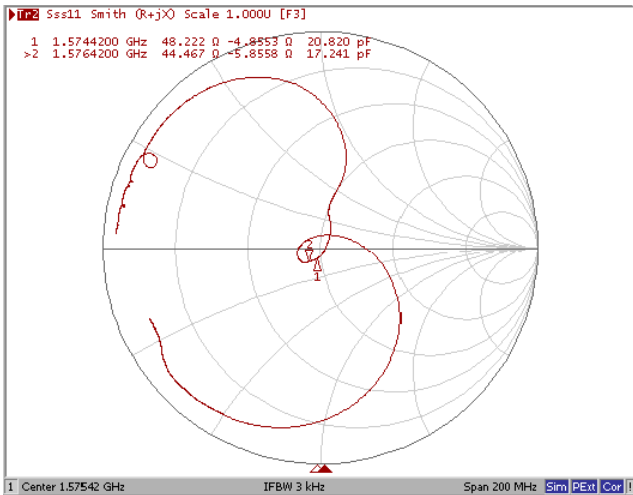 Tr2 Sss11 Smith (R+jX) Scale 1.000U [F3]
1 1.5744200 GHz 48.222 Ω -4.8553 Ω 20.820 pF
>2 1.5764200 GHz 44.467 Ω -5.8558 Ω 17.241 pF
2
1
1 Center 1.57542 GHz IFBW 3 kHz Span 200 MHz Sim PExt Cor !